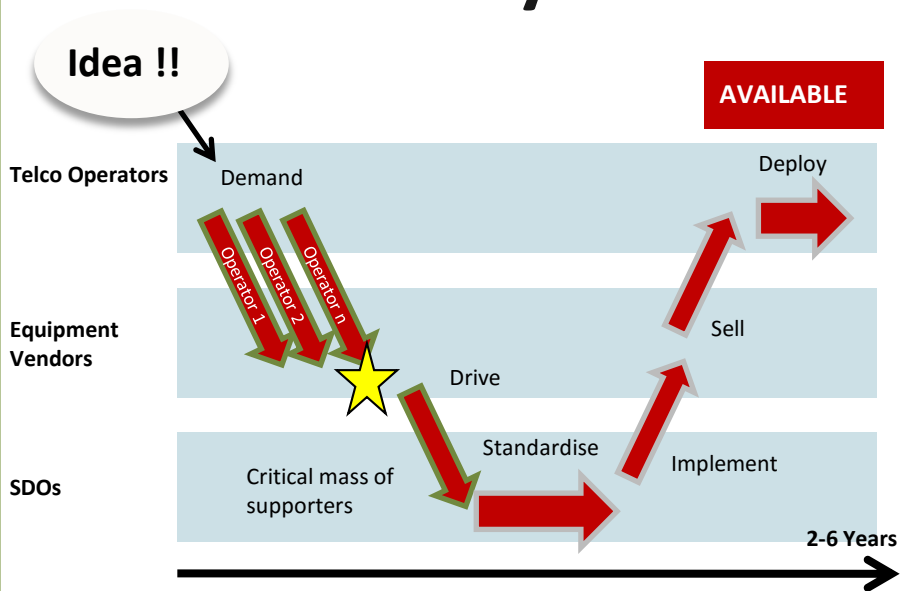 Idea !!
AVAILABLE
Telco Operators
Demand
Deploy
Operator 1
Operator 2
Operator n
Equipment
Vendors
Sell
Drive
SDOs
Standardise
Critical mass of
supporters
Implement
2-6 Years